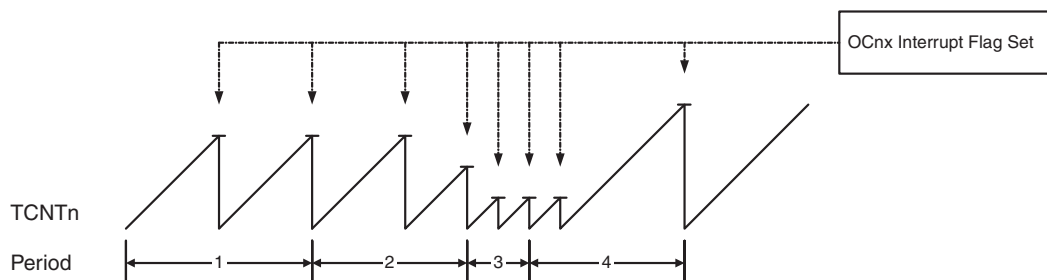 OCnx Interrupt Flag Set
TCNTn
Period
1
2
3
4